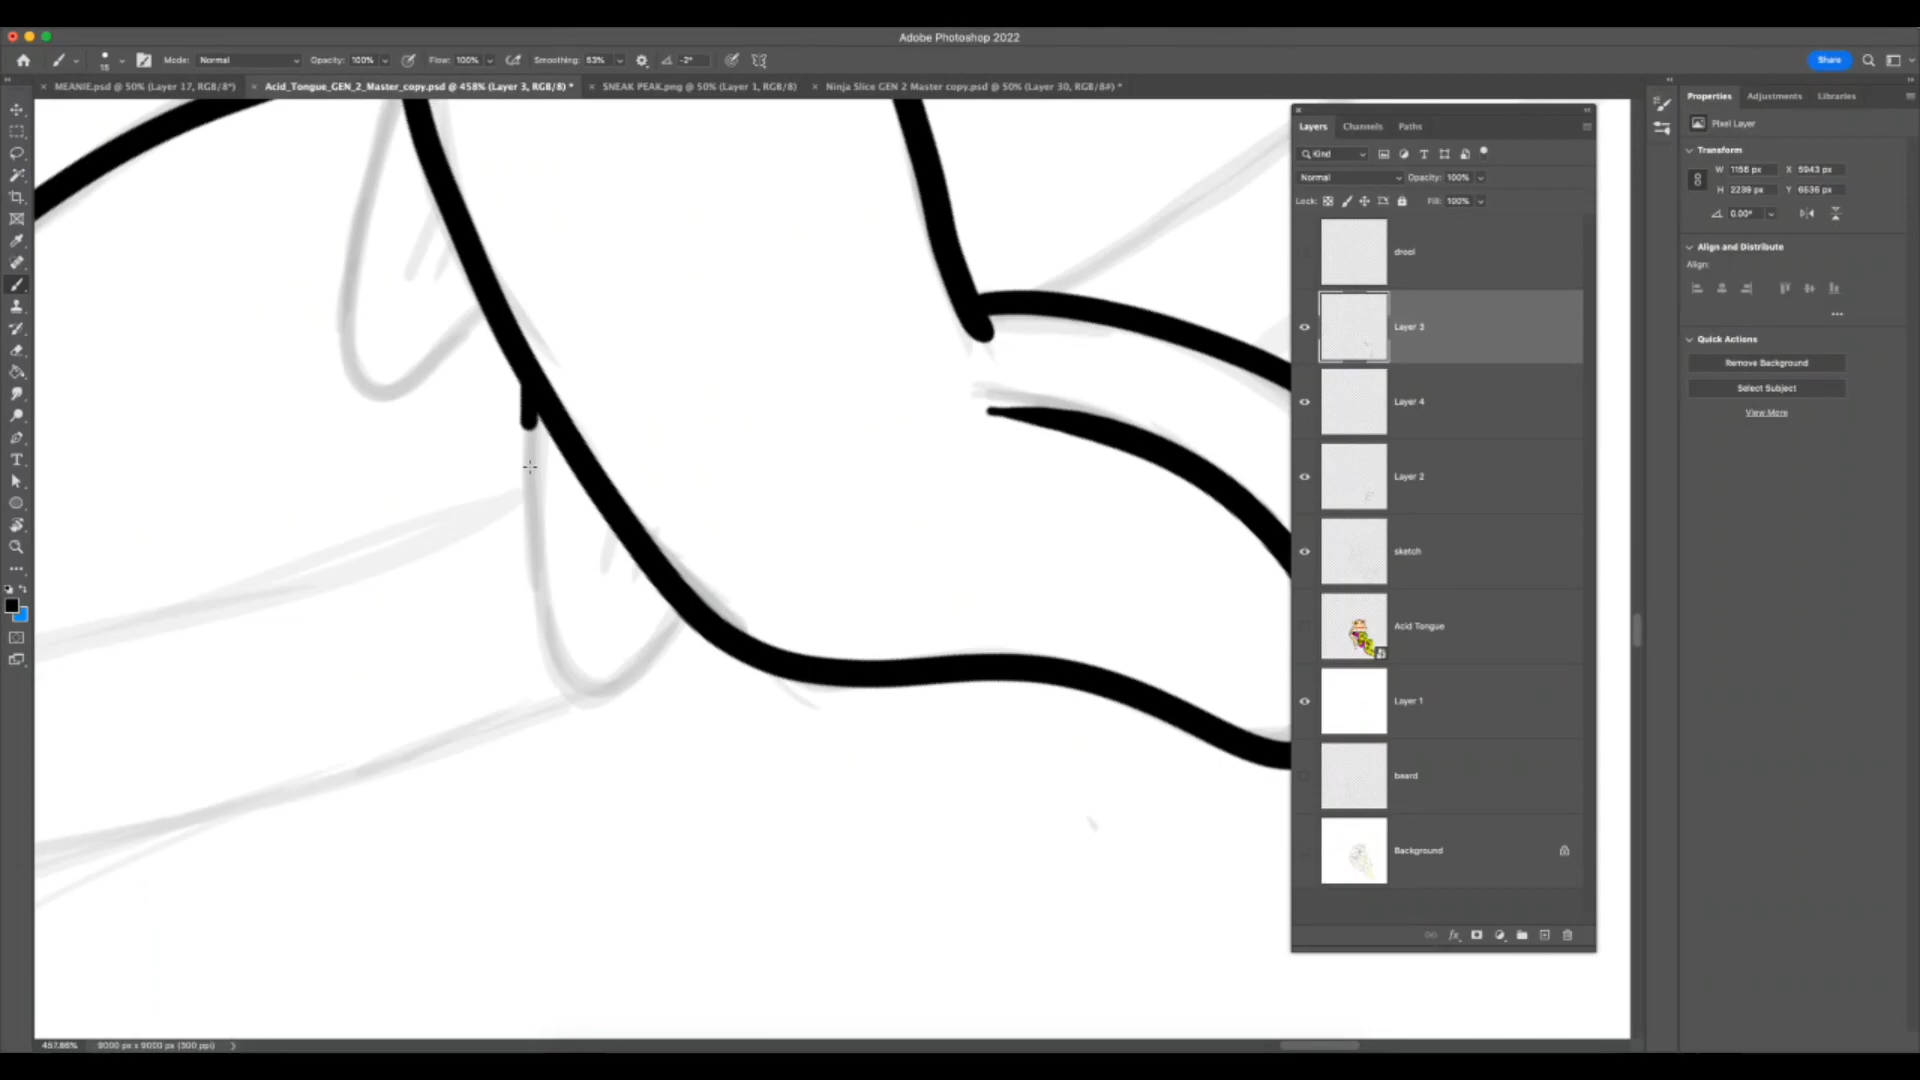 Adobe Photoshop 2022
15 Mode: Normal Opacity: 100% Flow: 100% Smoothing: 53% -2° Share
MEANIE.psd @ 50% (Layer 17, RGB/8*) Acid_Tongue_GEN_2_Master_copy.psd @ 458% (Layer 3, RGB/8) * SNEAK PEAK.png @ 50% (Layer 1, RGB/8) Ninja Slice GEN 2 Master copy.psd @ 50% (Layer 30, RGB/8#) *
Layers Channels Paths
Kind
Normal Opacity: 100%
Lock: Fill: 100%
drool
Layer 3
Layer 4
Layer 2
sketch
Acid Tongue
Layer 1
beard
Background
Properties Adjustments Libraries
Pixel Layer
Transform
W 1156 px X 5943 px
H 2239 px Y 6536 px
0.00°
Align and Distribute
Align:
Quick Actions
Remove Background
Select Subject
View More
457.86% 9000 px x 9000 px (300 ppi)